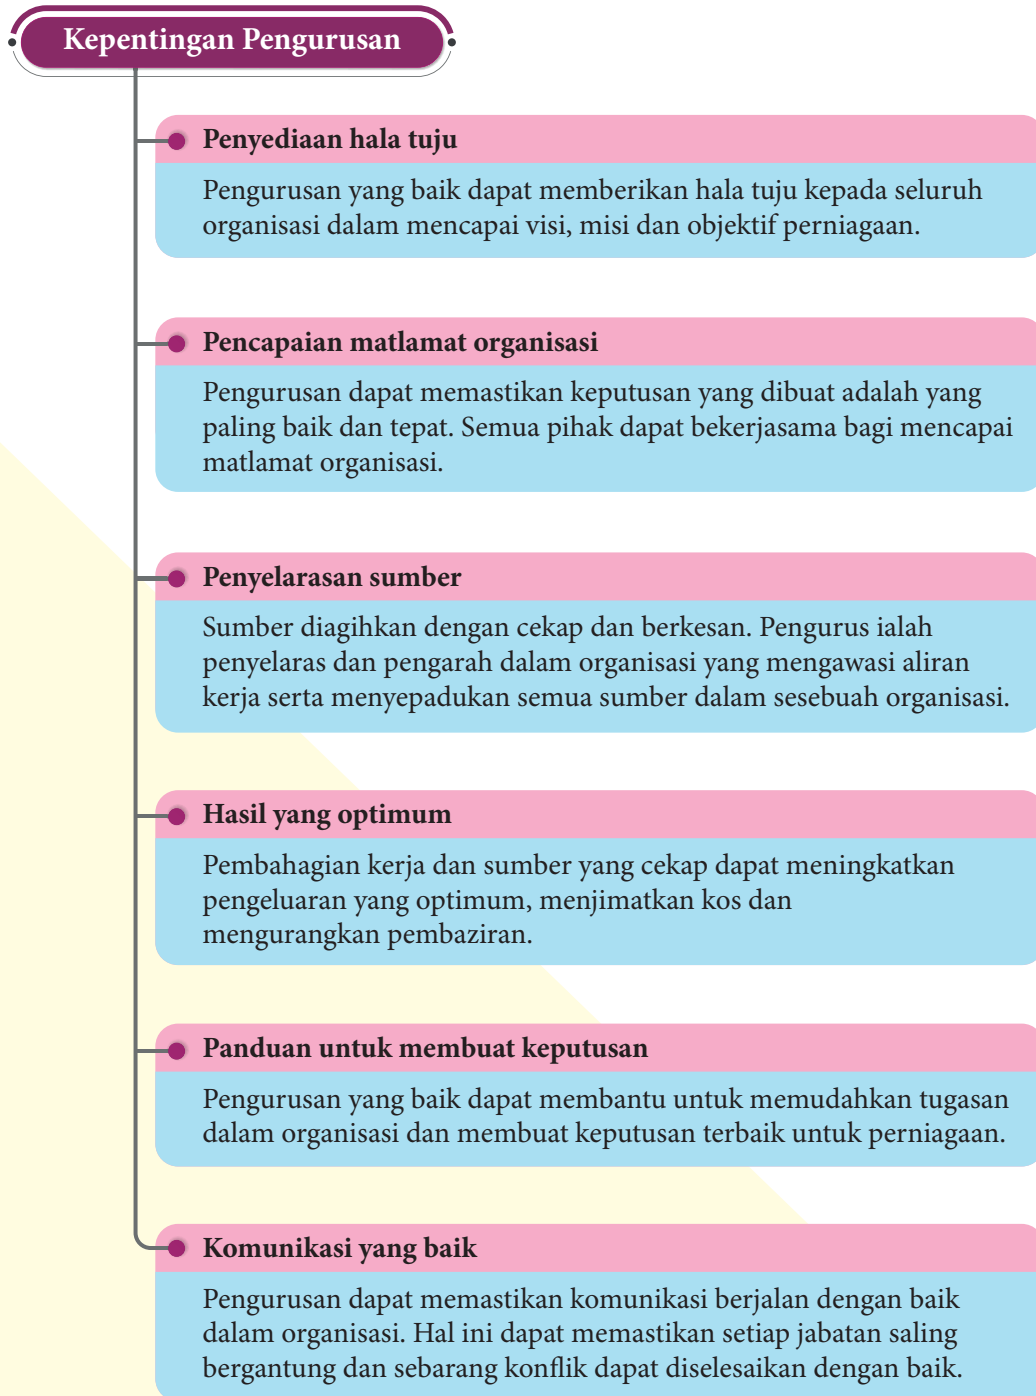 Kepentingan Pengurusan
Penyediaan hala tuju
Pengurusan yang baik dapat memberikan hala tuju kepada seluruh
organisasi dalam mencapai visi, misi dan objektif perniagaan.
Pencapaian matlamat organisasi
Pengurusan dapat memastikan keputusan yang dibuat adalah yang
paling baik dan tepat. Semua pihak dapat bekerjasama bagi mencapai
matlamat organisasi.
Penyelarasan sumber
Sumber diagihkan dengan cekap dan berkesan. Pengurus ialah
penyelaras dan pengarah dalam organisasi yang mengawasi aliran
kerja serta menyepadukan semua sumber dalam sesebuah organisasi.
Hasil yang optimum
Pembahagian kerja dan sumber yang cekap dapat meningkatkan
pengeluaran yang optimum, menjimatkan kos dan
mengurangkan pembaziran.
Panduan untuk membuat keputusan
Pengurusan yang baik dapat membantu untuk memudahkan tugasan
dalam organisasi dan membuat keputusan terbaik untuk perniagaan.
Komunikasi yang baik
Pengurusan dapat memastikan komunikasi berjalan dengan baik
dalam organisasi. Hal ini dapat memastikan setiap jabatan saling
bergantung dan sebarang konflik dapat diselesaikan dengan baik.